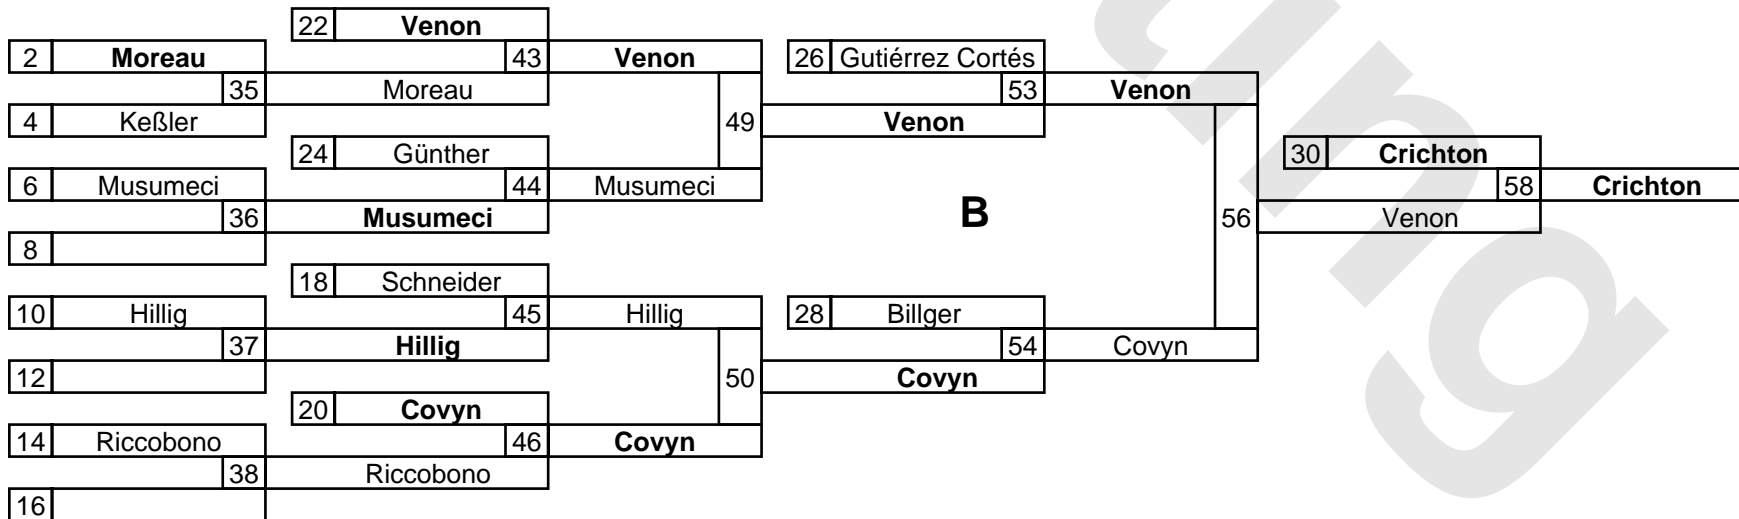 22 Venon
2 Moreau 43 Venon 26 Gutiérrez Cortés
35 Moreau 53 Venon
4 Keßler 49 Venon
24 Günther 30 Crichton
6 Musumeci 44 Musumeci 58 Crichton
36 Musumeci B 56 Venon
8
18 Schneider
10 Hillig 45 Hillig 28 Billger
37 Hillig 54 Covyn
12 50 Covyn
20 Covyn
14 Riccobono 46 Covyn
38 Riccobono
16
ung